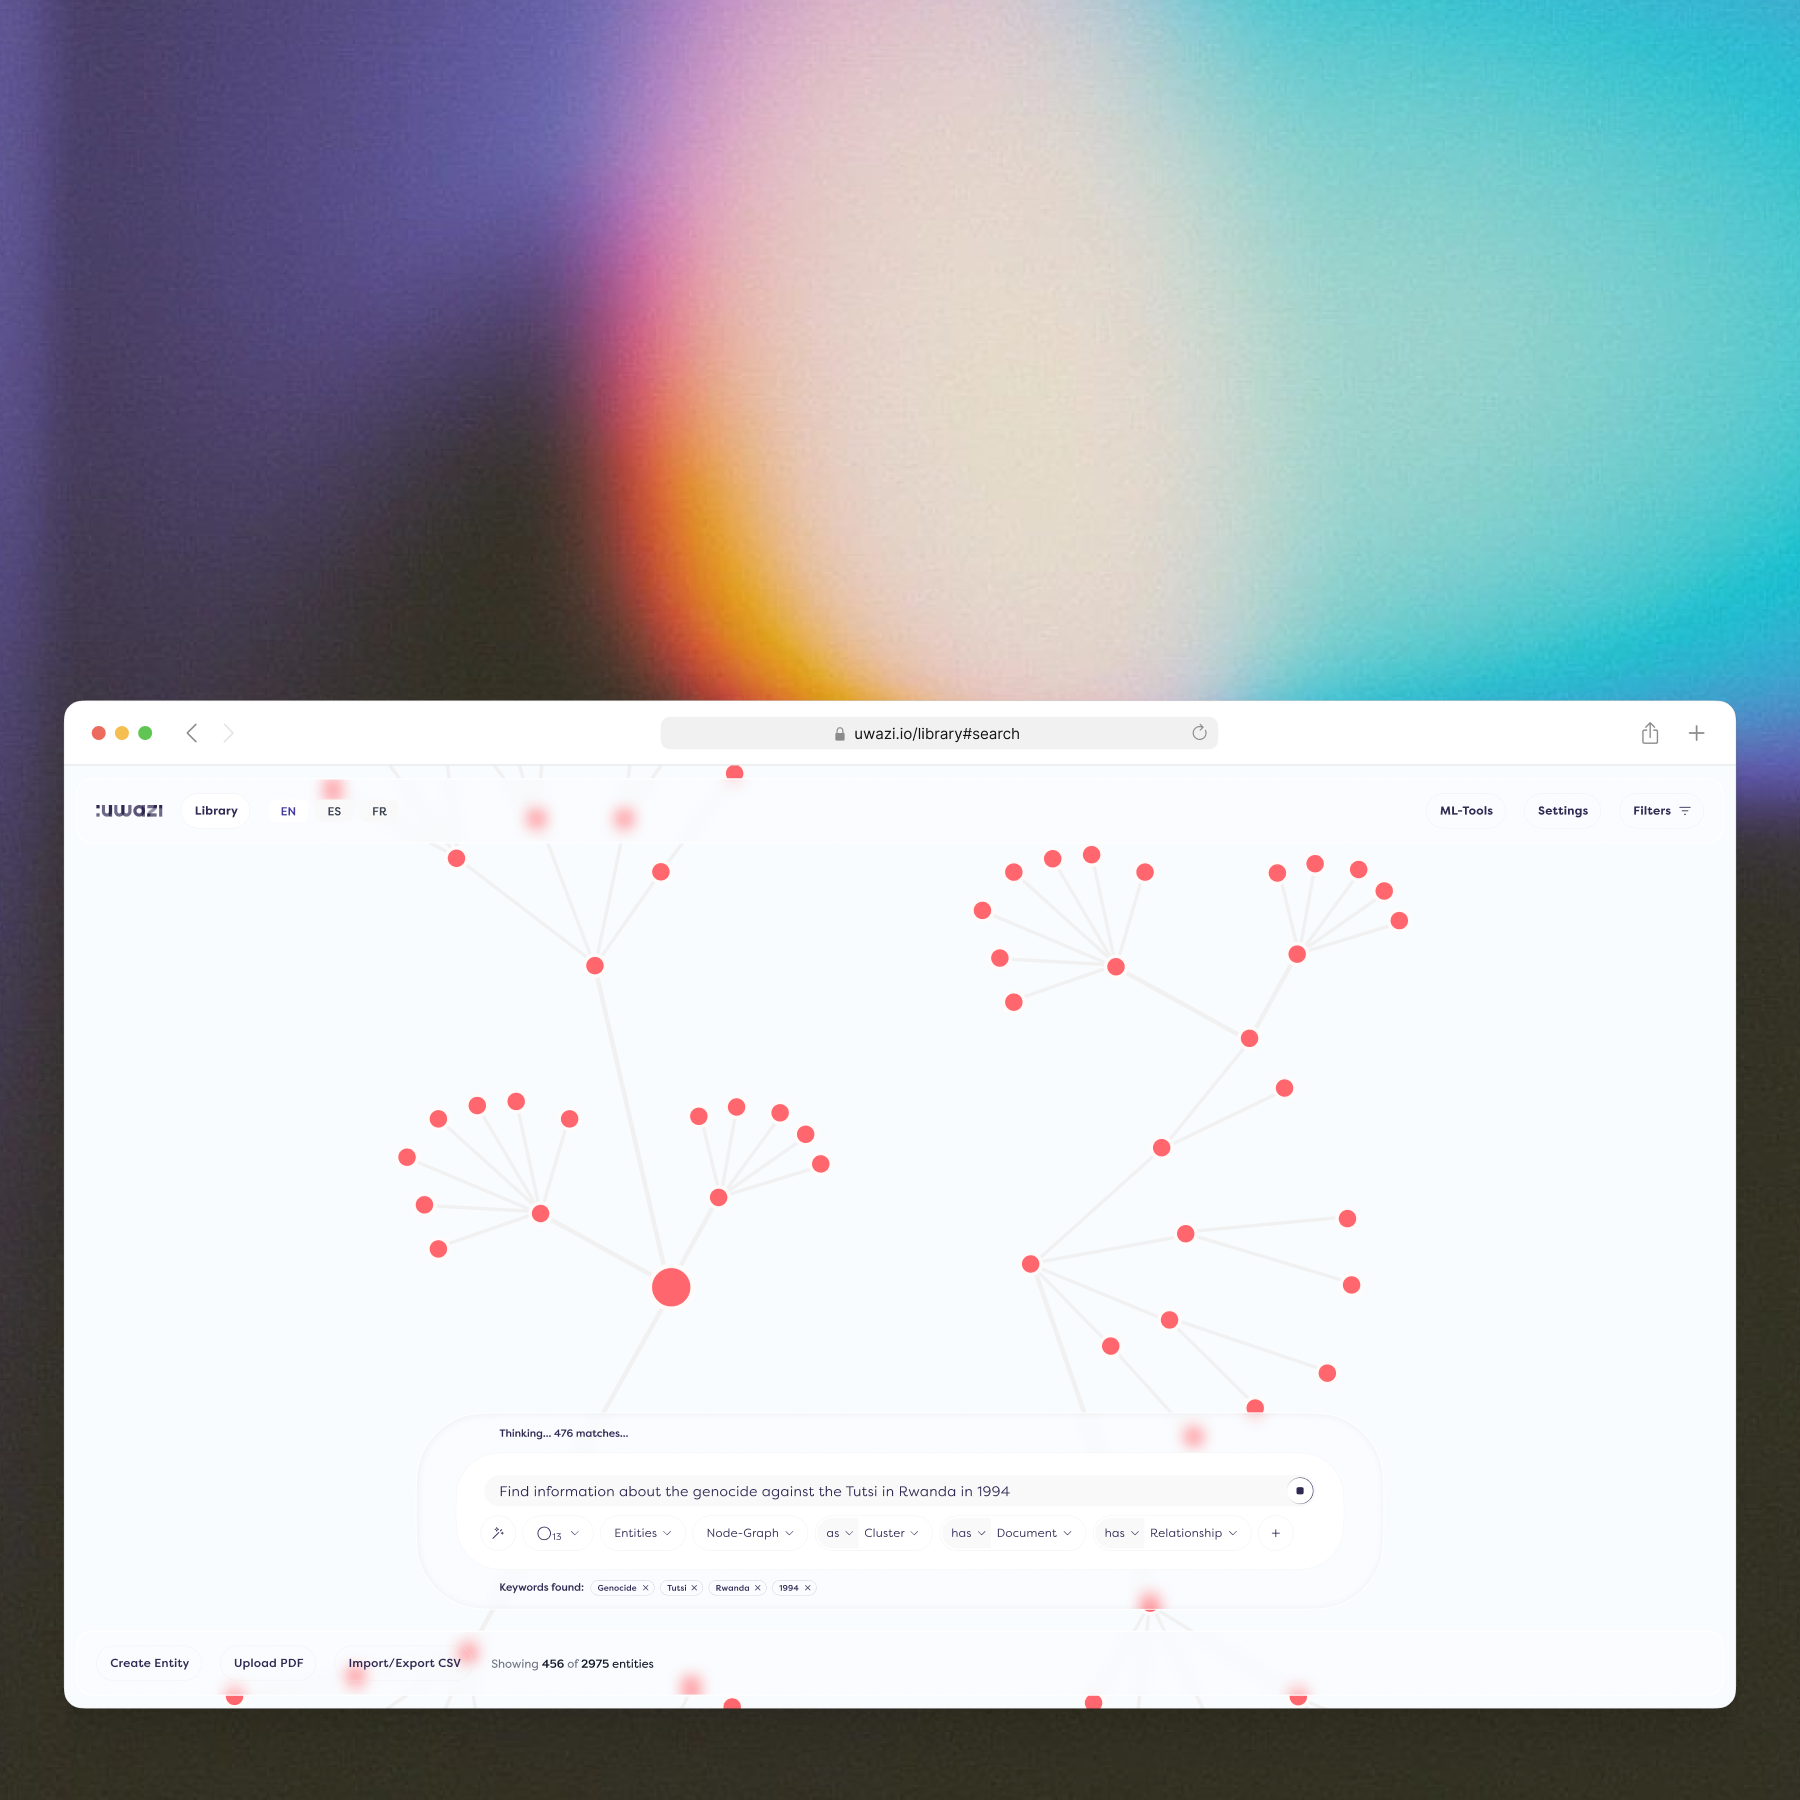 uwazi.io/library#search
:uwazi Library EN ES FR ML-Tools Settings Filters
Thinking... 476 matches...
Find information about the genocide against the Tutsi in Rwanda in 1994
13 Entities Node-Graph as Cluster has Document has Relationship +
Keywords found: Genocide × Tutsi × Rwanda × 1994 ×
Create Entity Upload PDF Import/Export CSV Showing 456 of 2975 entities